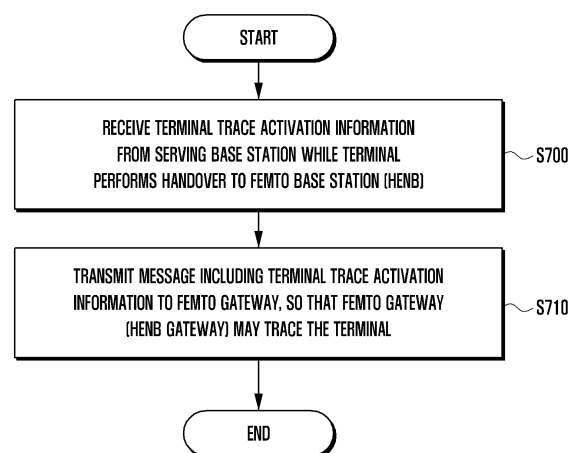 START
RECEIVE TERMINAL TRACE ACTIVATION INFORMATION
FROM SERVING BASE STATION WHILE TERMINAL
PERFORMS HANDOVER TO FEMTO BASE STATION (HENB)
S700
TRANSMIT MESSAGE INCLUDING TERMINAL TRACE ACTIVATION
INFORMATION TO FEMTO GATEWAY, SO THAT FEMTO GATEWAY
(HENB GATEWAY) MAY TRACE THE TERMINAL
S710
END